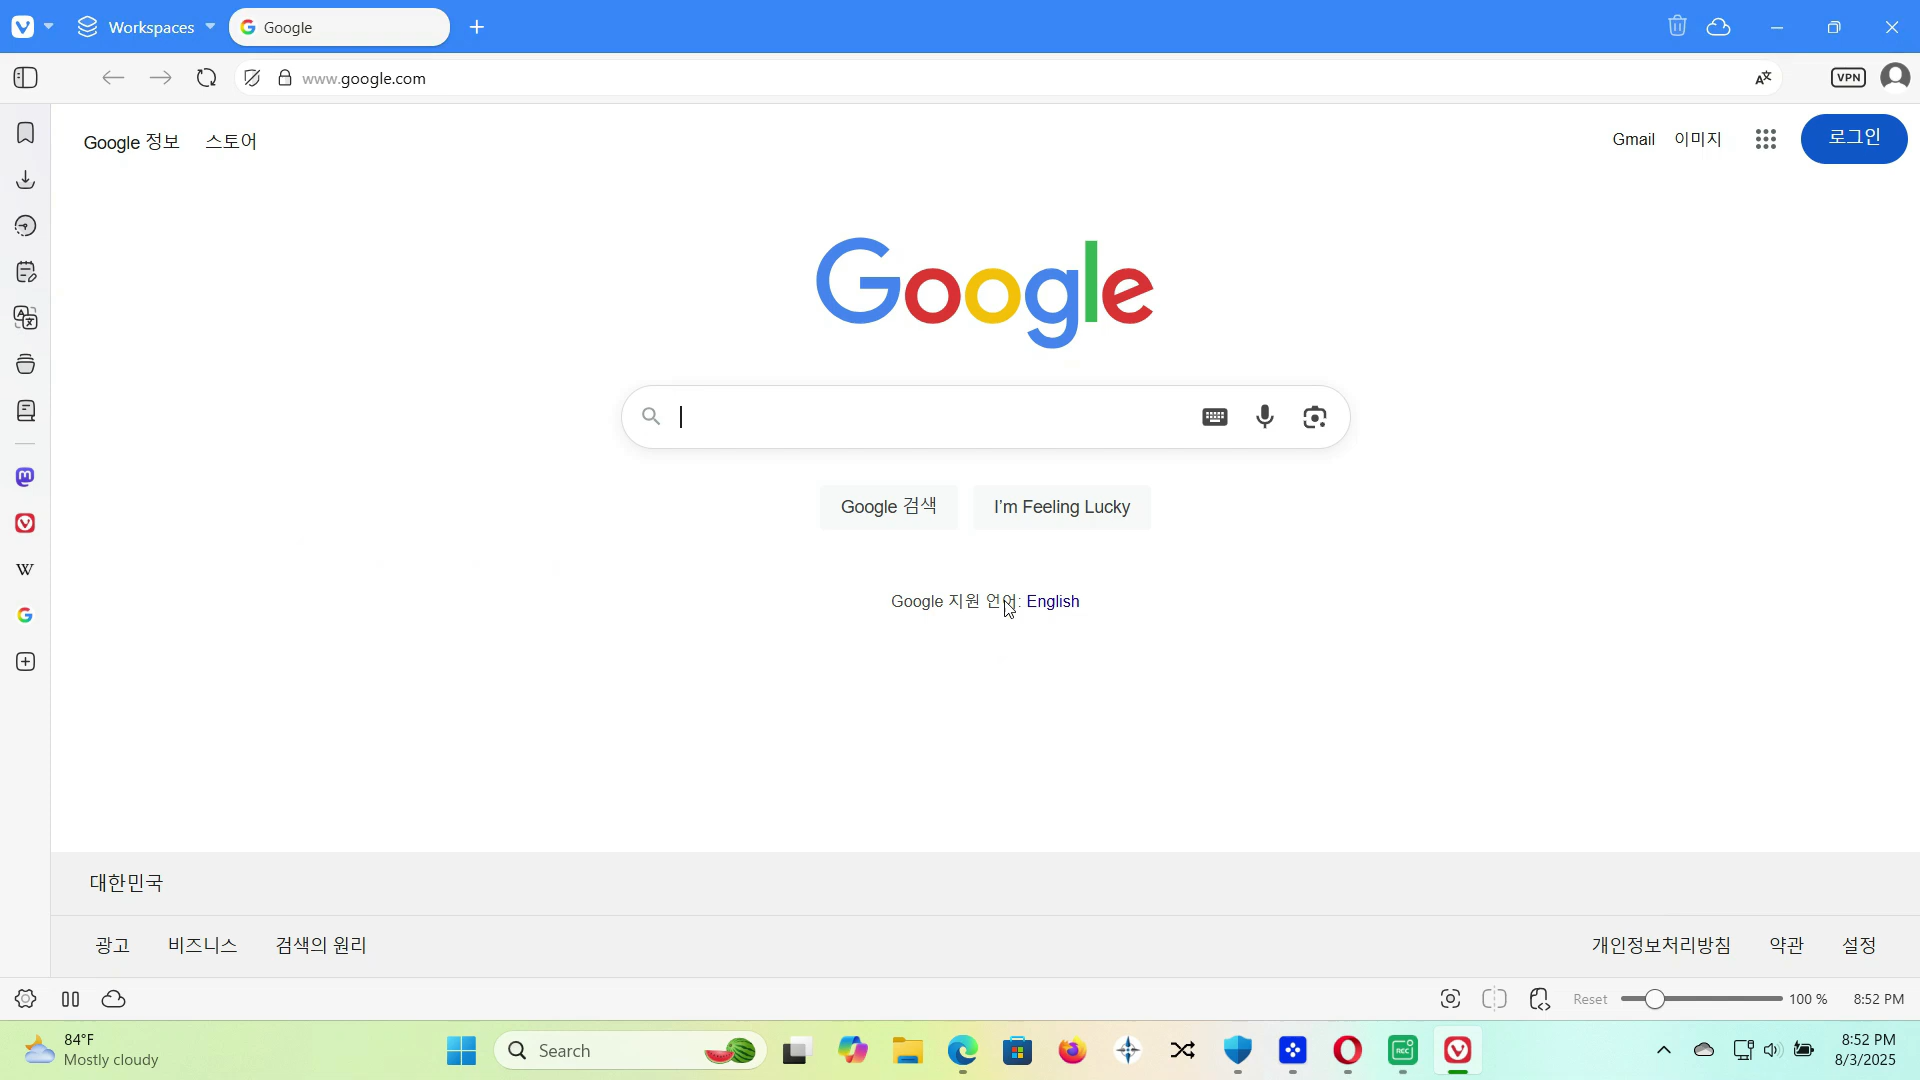 Workspaces
Google
www.google.com
VPN
Google 정보 스토어
Gmail 이미지
로그인
Google
Google 검색
I'm Feeling Lucky
Google 지원 언어: English
W
대한민국
광고 비즈니스 검색의 원리
개인정보처리방침 약관 설정
Reset 100 % 8:52 PM
84°F
Mostly cloudy
Search
REC
8:52 PM
8/3/2025